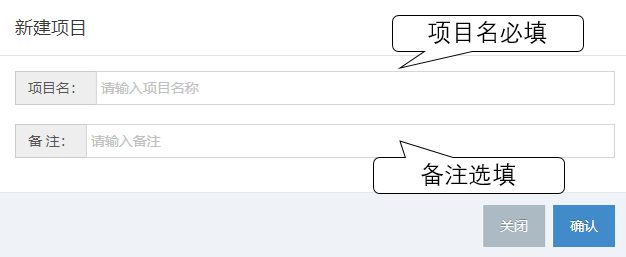 新建项目
项目名必填
项目名：
请输入项目名称
备 注：
请输入备注
备注选填
关闭
确认